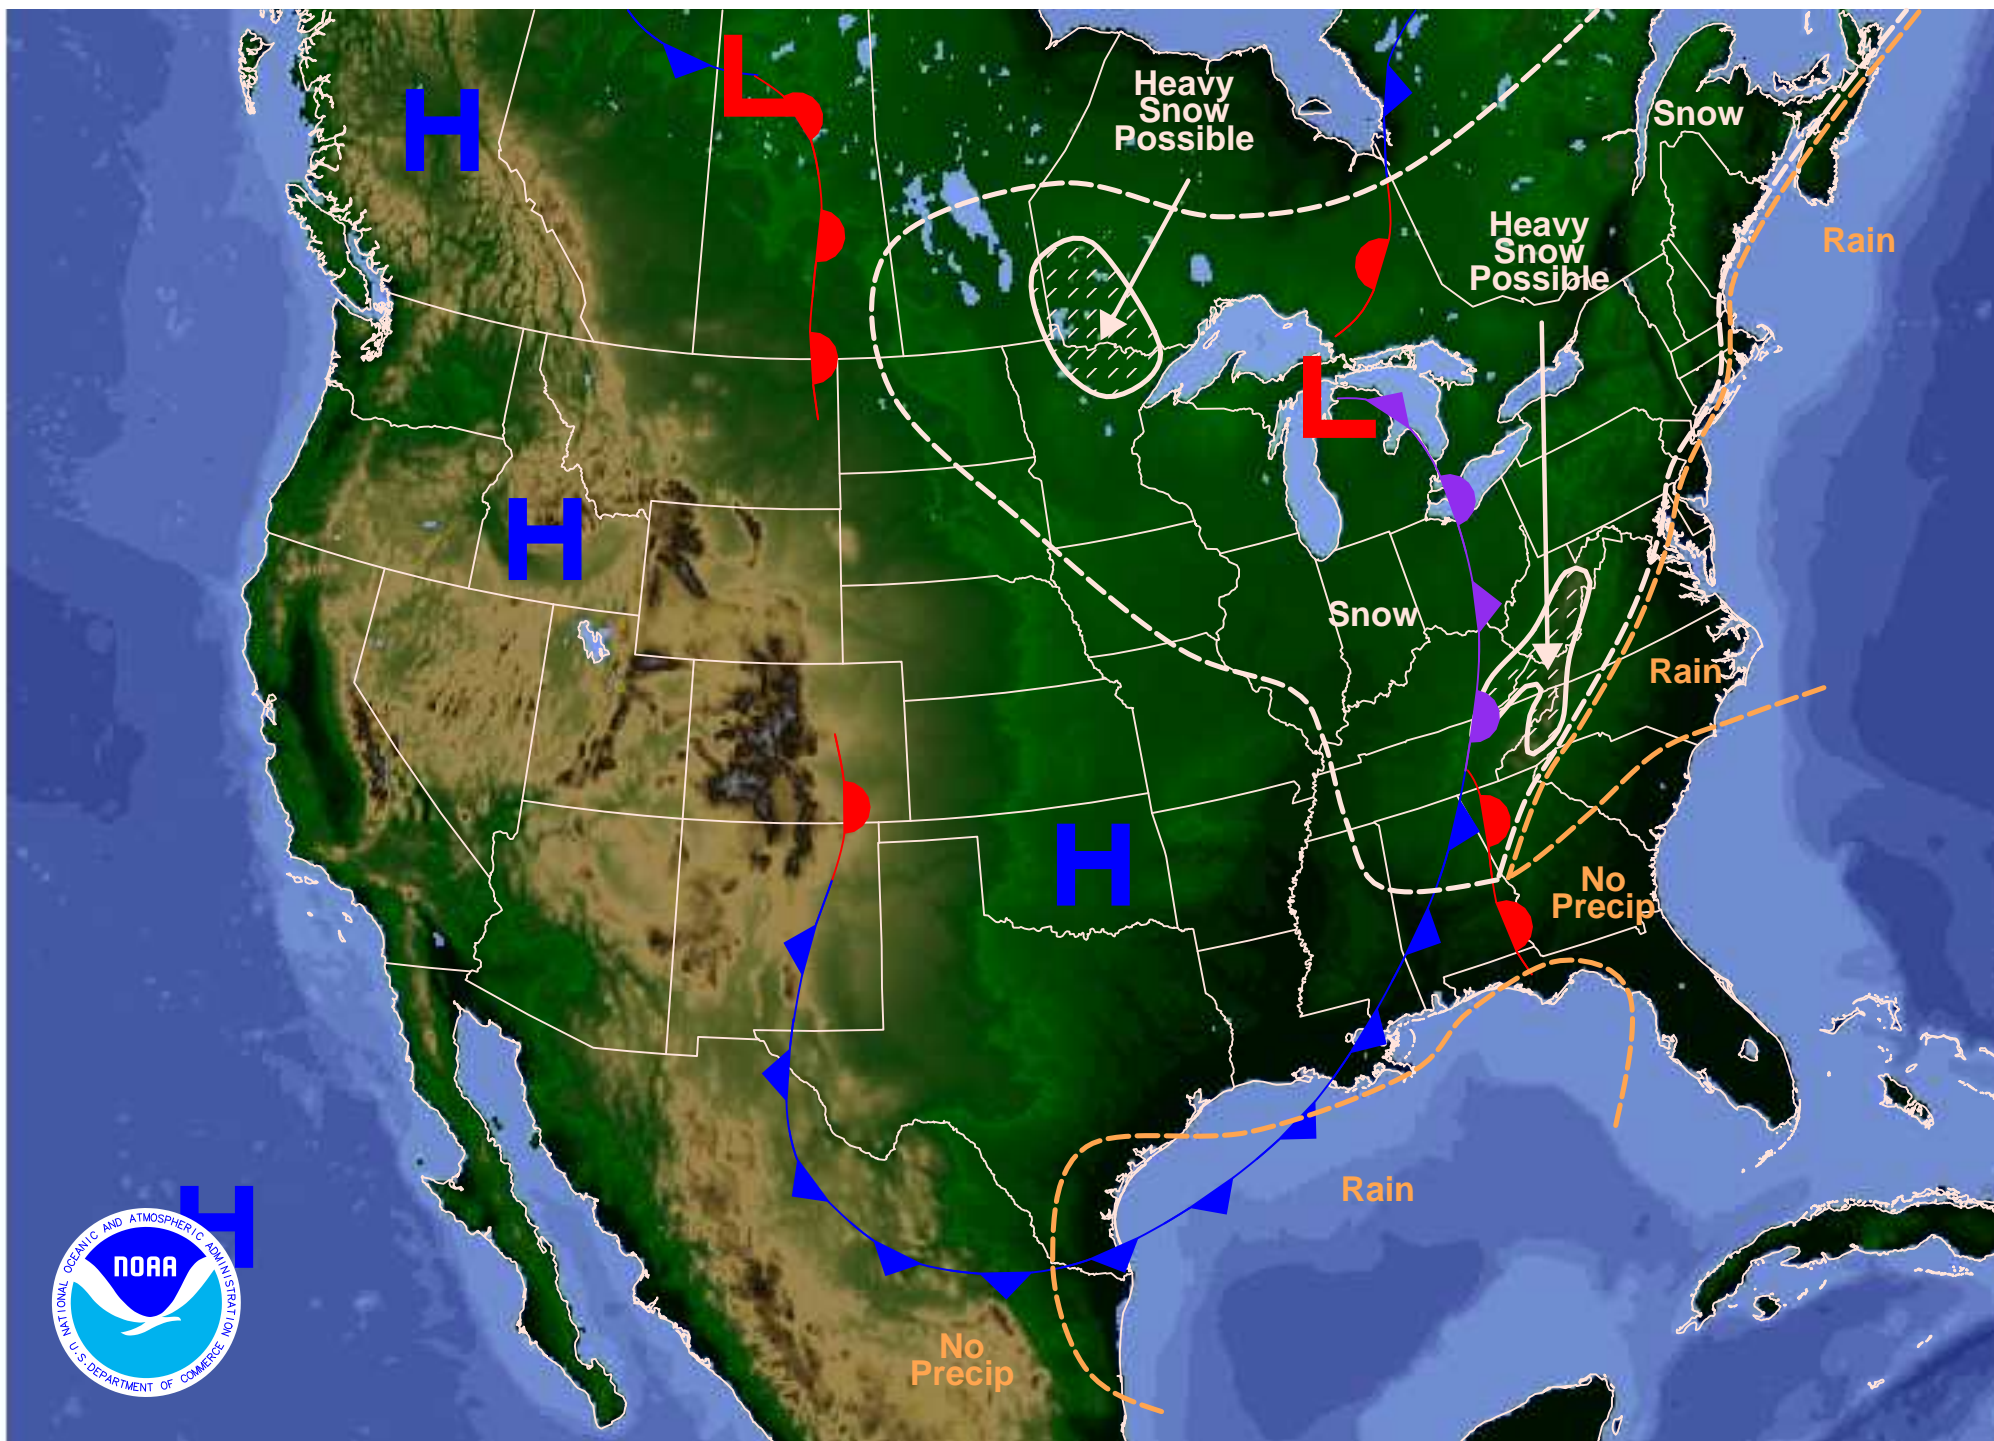 L
H
Heavy
Snow
Possible
Snow
Heavy
Snow
Possible
Rain
L
H
Snow
Rain
H
No
Precip
Rain
H
NATIONAL OCEANIC AND ATMOSPHERIC ADMINISTRATION
NOAA
U.S. DEPARTMENT OF COMMERCE
No
Precip